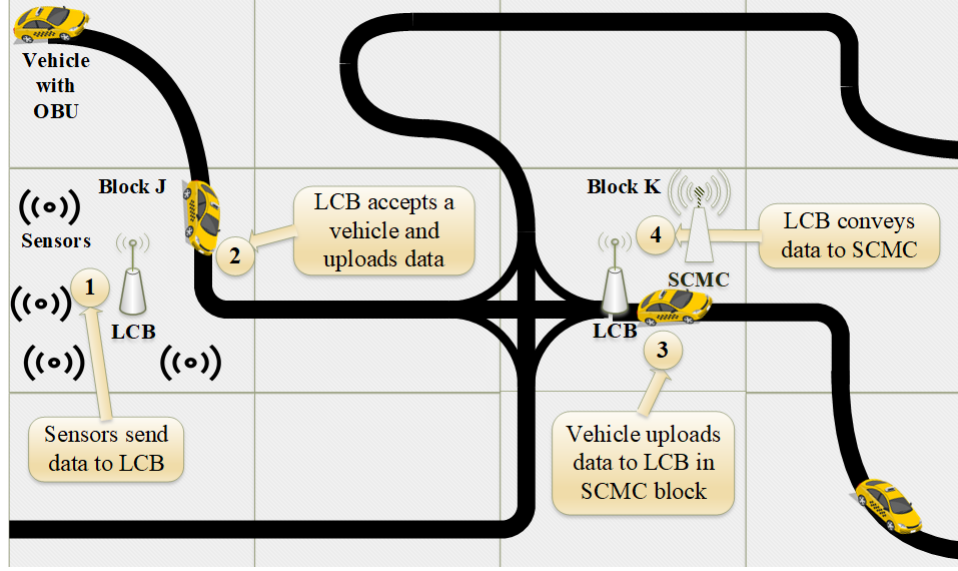 Vehicle
with
OBU
Block J
Sensors
1
LCB
2
LCB accepts a
vehicle and
uploads data
Sensors send
data to LCB
Block K
4
SCMC
LCB
LCB conveys
data to SCMC
3
Vehicle uploads
data to LCB in
SCMC block